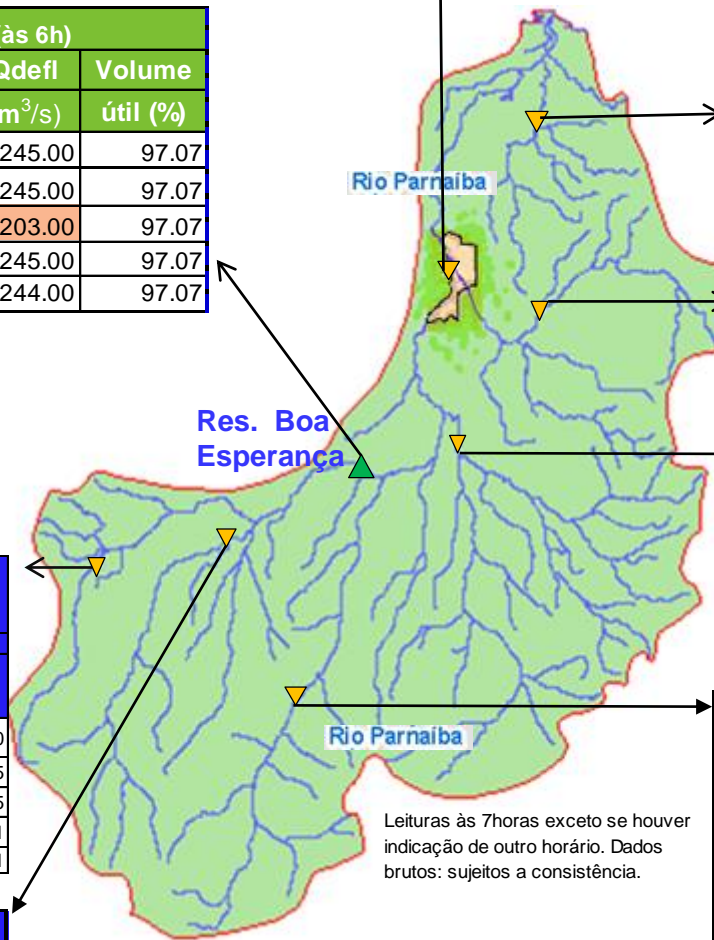 (às 6h)
Qdefl Volume
m³/s) útil (%)
245.00 97.07
245.00 97.07
203.00 97.07
245.00 97.07
244.00 97.07
Rio Parnaíba
Res. Boa
Esperança
Rio Parnaíba
Leituras às 7horas exceto se houver
indicação de outro horário. Dados
brutos: sujeitos a consistência.